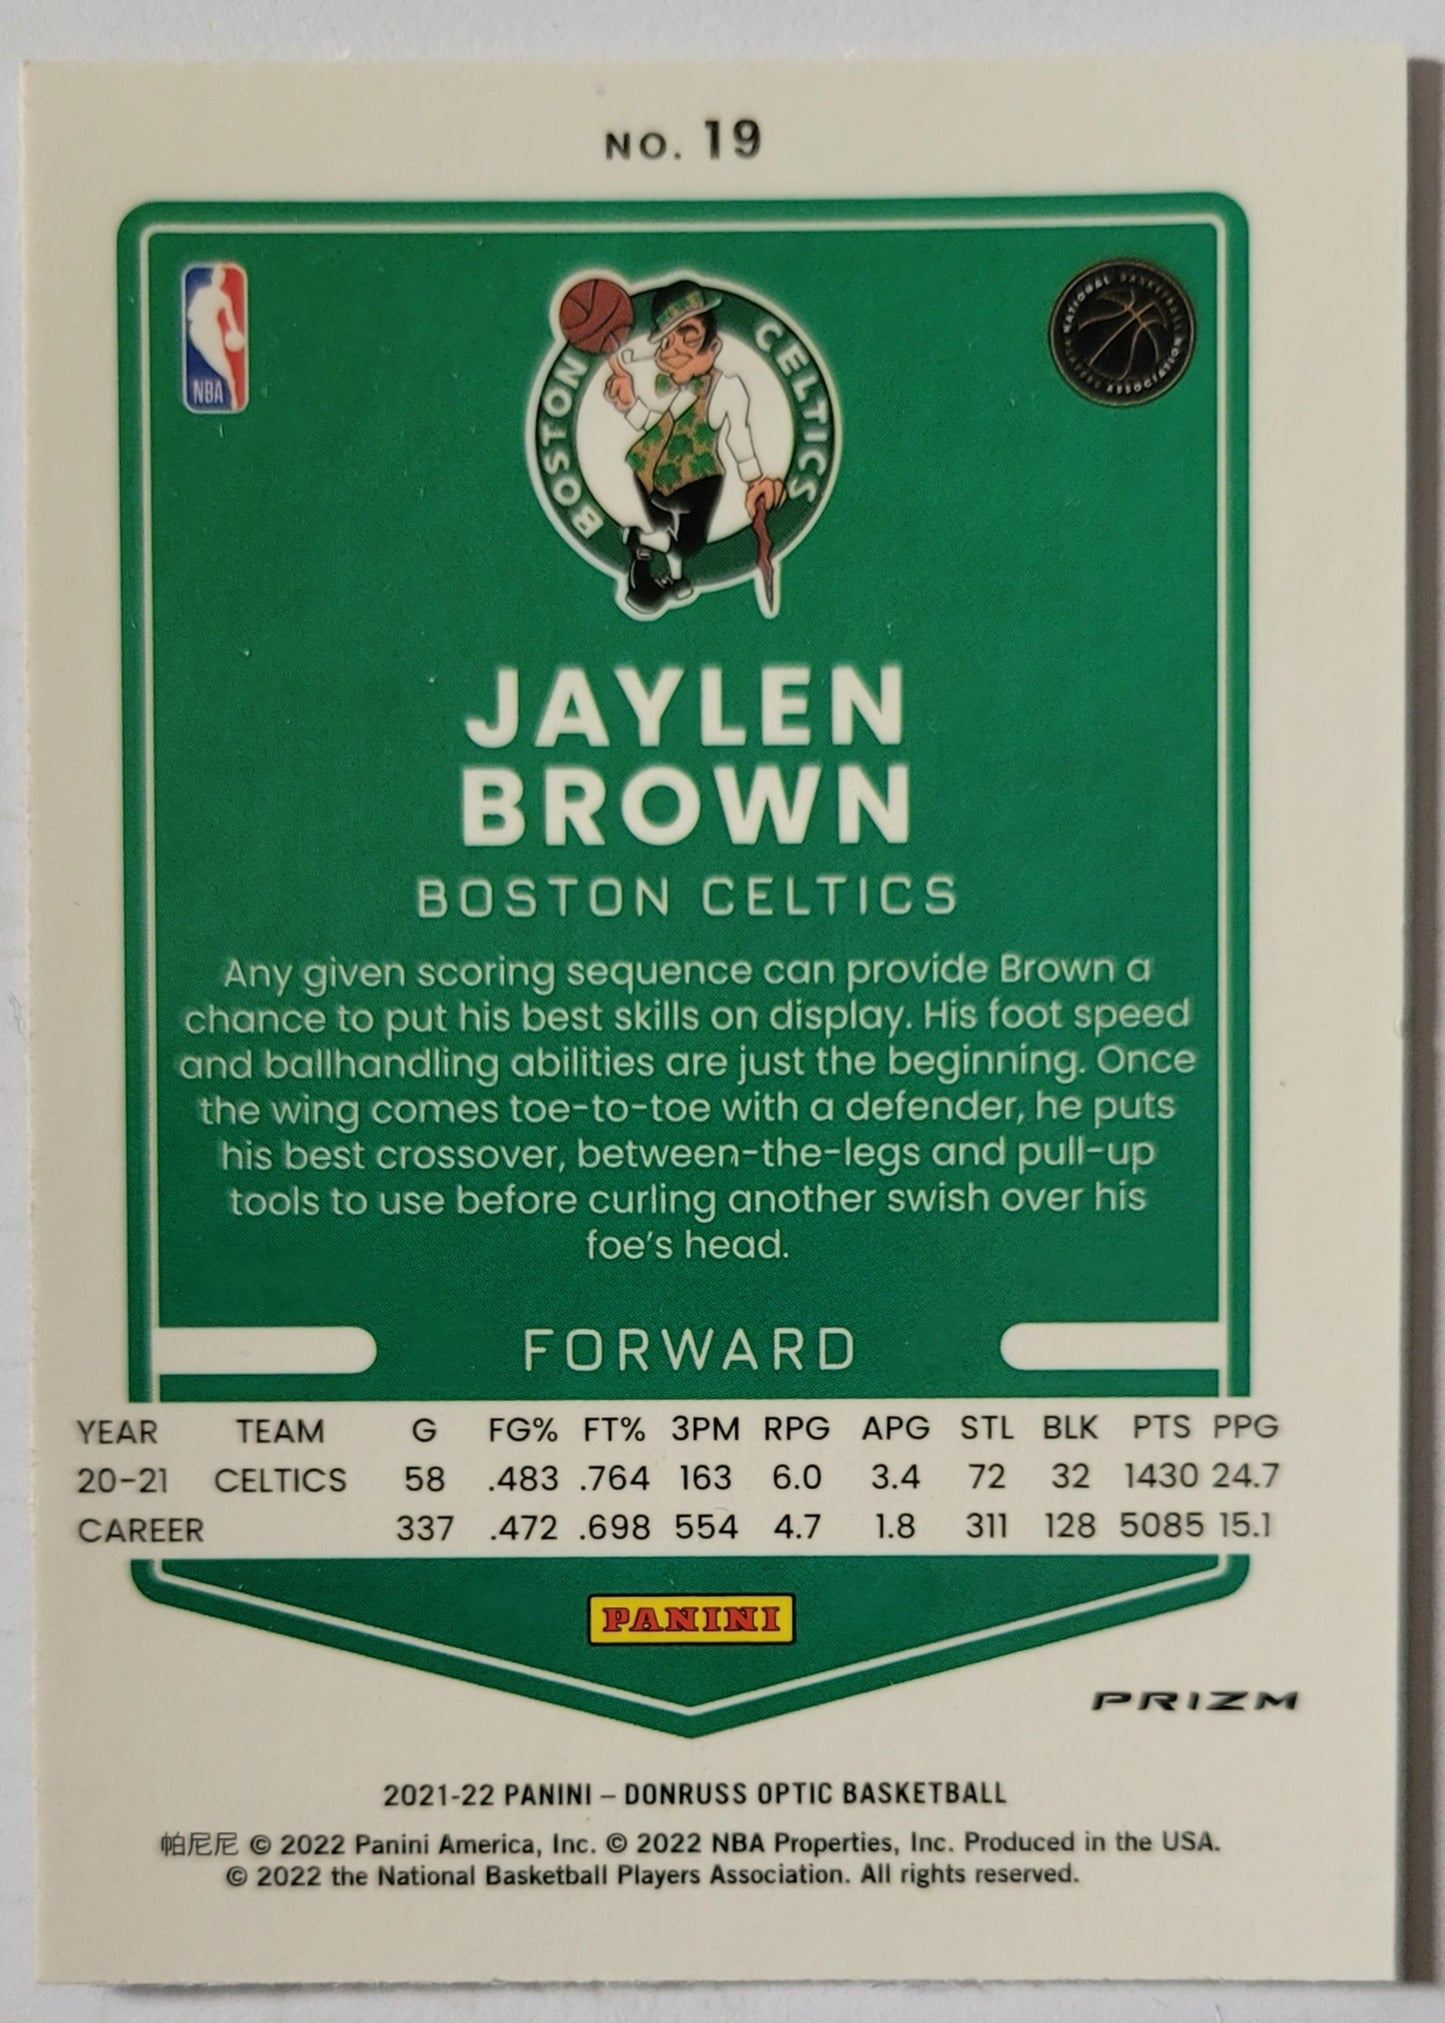 NO. 19
NBA
NATIONAL BASKETBALL
PLAYERS ASSOCIATION
BOSTON CELTICS
JAYLEN
BROWN
BOSTON CELTICS
Any given scoring sequence can provide Brown a
chance to put his best skills on display. His foot speed
and ballhandling abilities are just the beginning. Once
the wing comes toe-to-toe with a defender, he puts
his best crossover, between-the-legs and pull-up
tools to use before curling another swish over his
foe's head.
FORWARD
YEAR TEAM G FG% FT% 3PM RPG APG STL BLK PTS PPG
20-21 CELTICS 58 .483 .764 163 6.0 3.4 72 32 1430 24.7
CAREER 337 .472 .698 554 4.7 1.8 311 128 5085 15.1
PANINI
PRIZM
2021-22 PANINI – DONRUSS OPTIC BASKETBALL
帕尼尼 © 2022 Panini America, Inc. © 2022 NBA Properties, Inc. Produced in the USA.
© 2022 the National Basketball Players Association. All rights reserved.